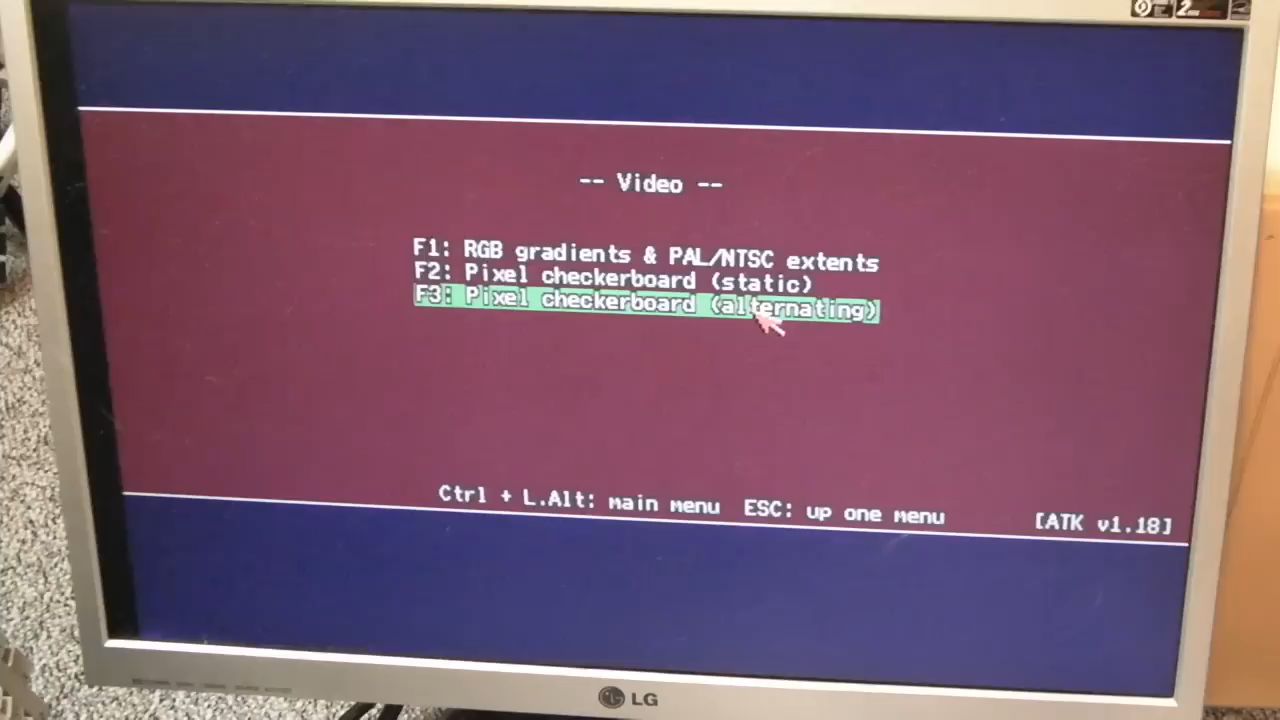 -- Video --
F1: RGB gradients & PAL/NTSC extents
F2: Pixel checkerboard (static)
F3: Pixel checkerboard (alternating)
Ctrl + L.Alt: main menu  ESC: up one menu
[ATK v1.18]
LG